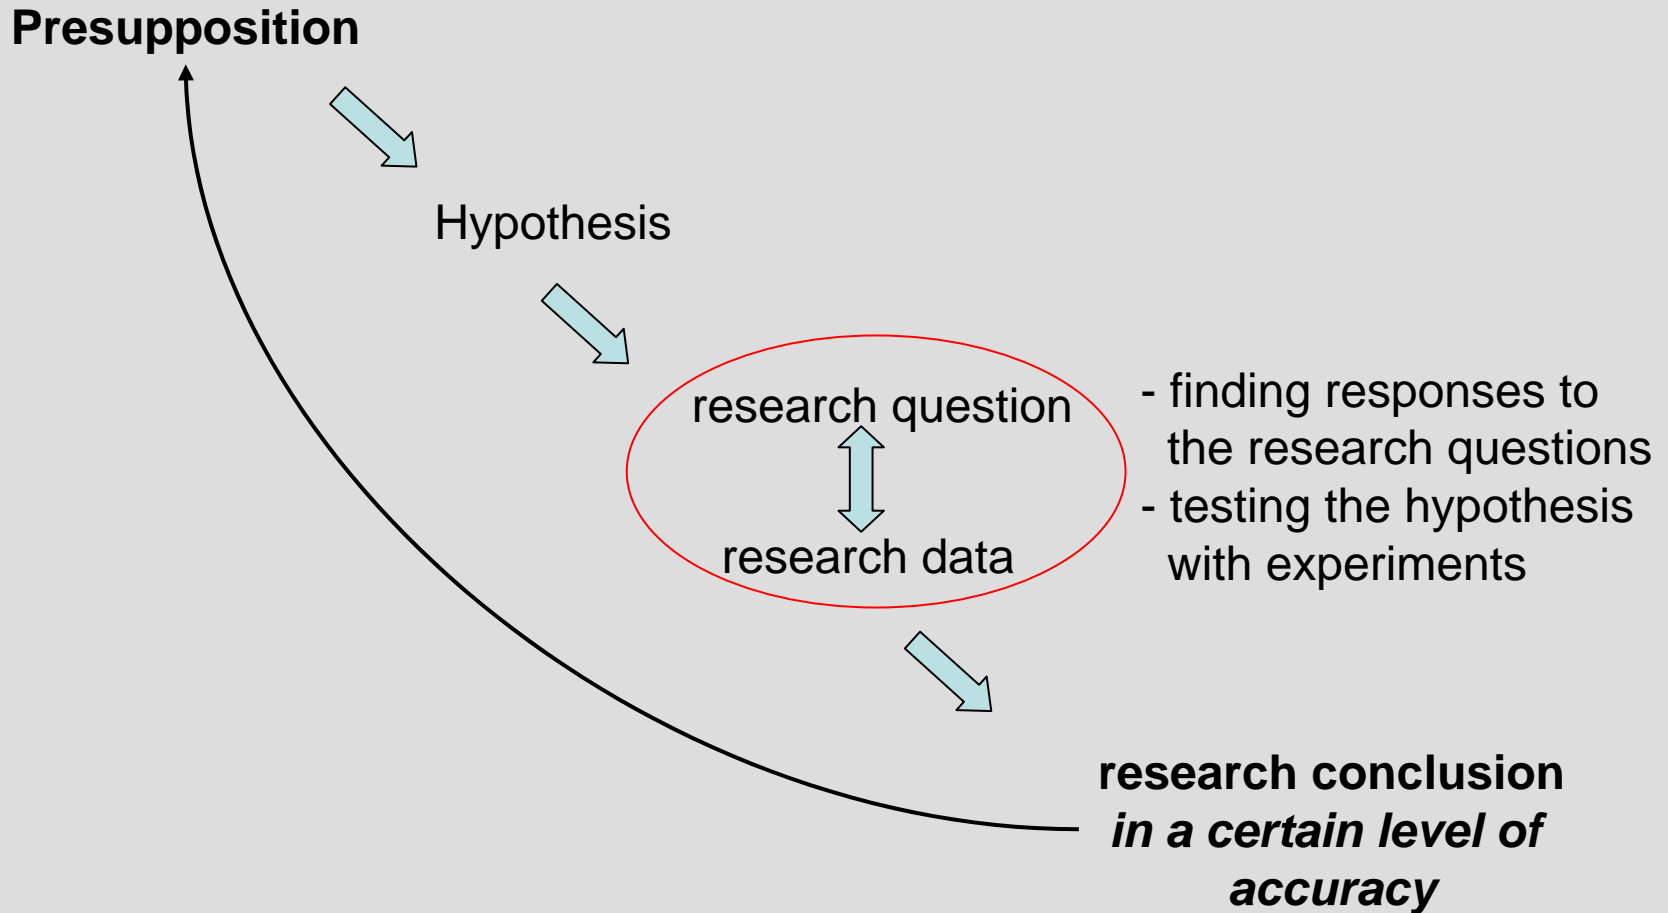 Presupposition
Hypothesis
research question
research data
- finding responses to
the research questions
- testing the hypothesis
with experiments
research conclusion
in a certain level of
accuracy